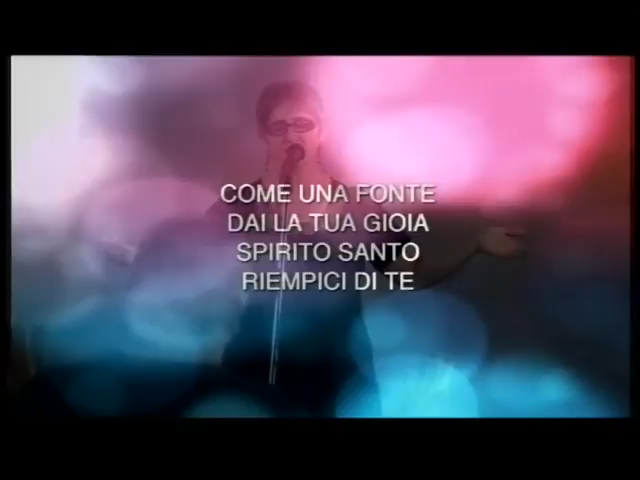 COME UNA FONTE
DAI LA TUA GIOIA
SPIRITO SANTO
RIEMPICI DI TE